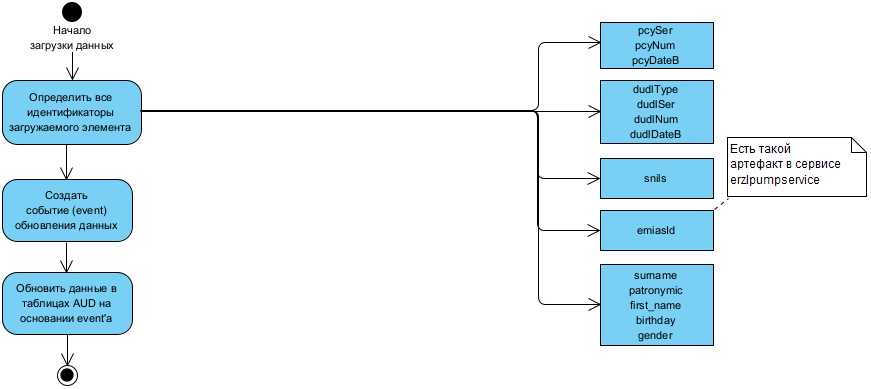 Начало
загрузки данных
Определить все
идентификаторы
загружаемого элемента
Создать
событие (event)
обновления данных
Обновить данные в
таблицах AUD на
основании event'а
pcySer
pcyNum
pcyDateB
dudlType
dudlSer
dudlNum
dudlDateB
snils
emiasId
surname
patronymic
first_name
birthday
gender
Есть такой
артефакт в сервисе
erzlpumpservice